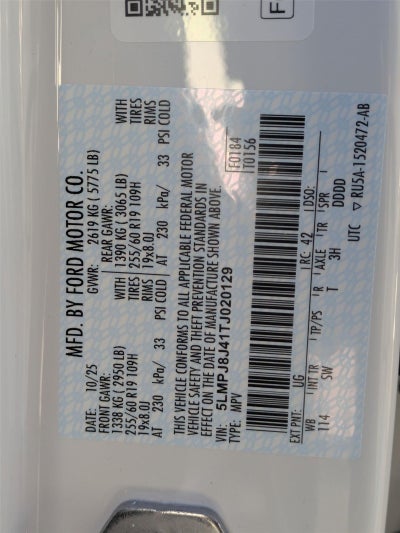 MFD. BY FORD MOTOR CO.
DATE: 10/25 GVWR: 2619 KG ( 5775 LB)
FRONT GAWR: REAR GAWR: WITH
1338 KG ( 2950 LB) WITH 1390 KG ( 3065 LB) TIRES
255/60 R19 109H TIRES 255/60 R19 109H RIMS
19x8.0J RIMS 19x8.0J
AT 230 kPa/ 33 PSI COLD AT 230 kPa/ 33 PSI COLD
THIS VEHICLE CONFORMS TO ALL APPLICABLE FEDERAL MOTOR
VEHICLE SAFETY AND THEFT PREVENTION STANDARDS IN
EFFECT ON THE DATE OF MANUFACTURE SHOWN ABOVE.
VIN: 5LMPJ8J41TJ020129 F0184
TYPE: MPV T0156
EXT PNT: UG RC: 42 DSO:
WB INT TR TP/PS R AXLE TR SPR
114 SW T 3H DDDD
UTC ▽ RU5A-1520472-AB
F